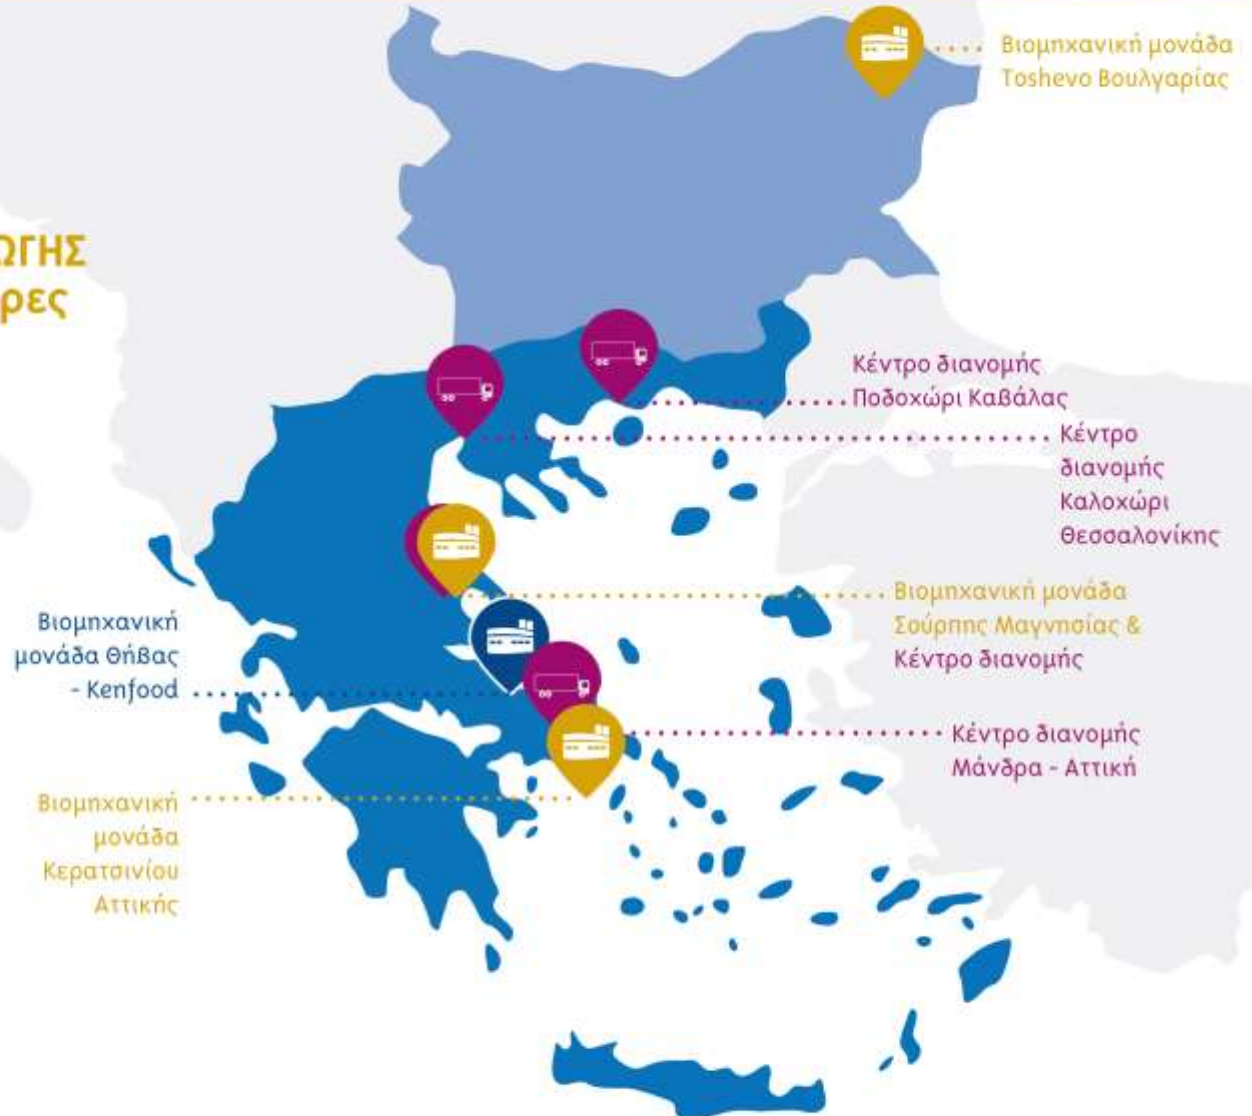 Βιομηχανική μονάδα
Toshevo Βουλγαρίας
ΩΓΗΣ
ρες
Κέντρο διανομής
Ποδοχώρι Καβάλας
Κέντρο
διανομής
Καλοχώρι
Θεσσαλονίκης
Βιομηχανική μονάδα
Σούρπης Μαγνησίας &
Κέντρο διανομής
Βιομηχανική
μονάδα Θήβας
- Kenfood
Κέντρο διανομής
Μάνδρα - Αττική
Βιομηχανική
μονάδα
Κερατσινίου
Αττικής